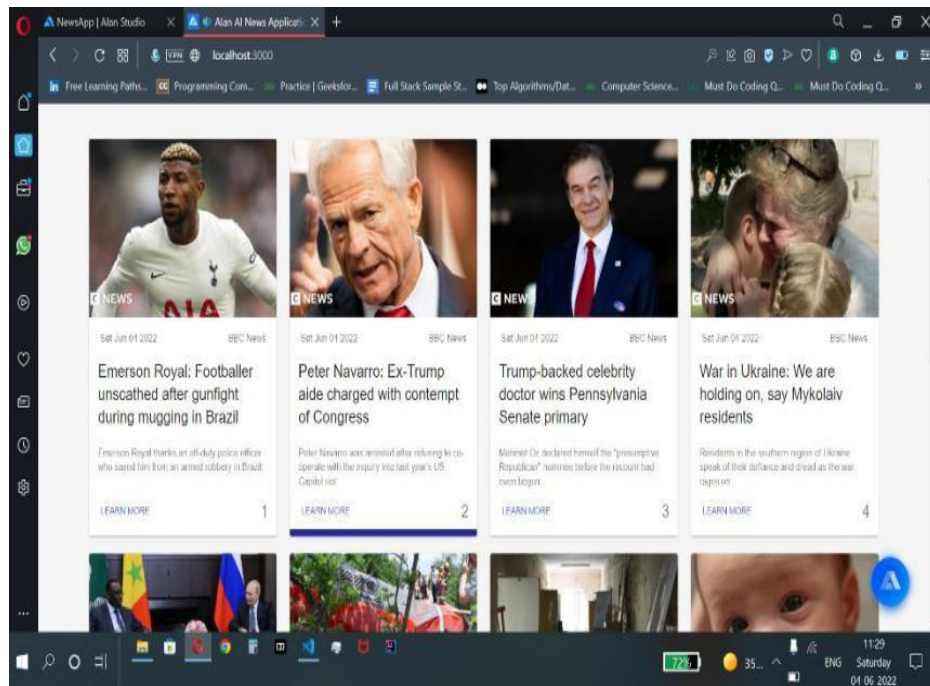 NewsApp | Alan Studio
Alan AI News Applicati
VPN
localhost:3000
Free Learning Paths...
Programming Com...
Practice | Geeksfor...
Full Stack Sample St...
Top Algorithms/Dat...
Computer Science...
Must Do Coding Q...
Must Do Coding Q...
NEWS
NEWS
NEWS
NEWS
Sat Jun 04 2022 BBC News
Sat Jun 04 2022 BBC News
Sat Jun 04 2022 BBC News
Sat Jun 04 2022 BBC News
Emerson Royal: Footballer
unscathed after gunfight
during mugging in Brazil
Emerson Royal thanks an off-duty police officer
who saved him from an armed robbery in Brazil
LEARN MORE 1
Peter Navarro: Ex-Trump
aide charged with contempt
of Congress
Peter Navarro was arrested after refusing to co-
operate with the inquiry into last year's US
Capitol riot
LEARN MORE 2
Trump-backed celebrity
doctor wins Pennsylvania
Senate primary
Mehmet Oz declared himself the "presumptive
Republican" nominee before the recount had
even begun
LEARN MORE 3
War in Ukraine: We are
holding on, say Mykolaiv
residents
Residents in the southern region of Ukraine
speak of their defiance and dread as the war
rages on
LEARN MORE 4
72%
35...
ENG
11:29
Saturday
04 06 2022